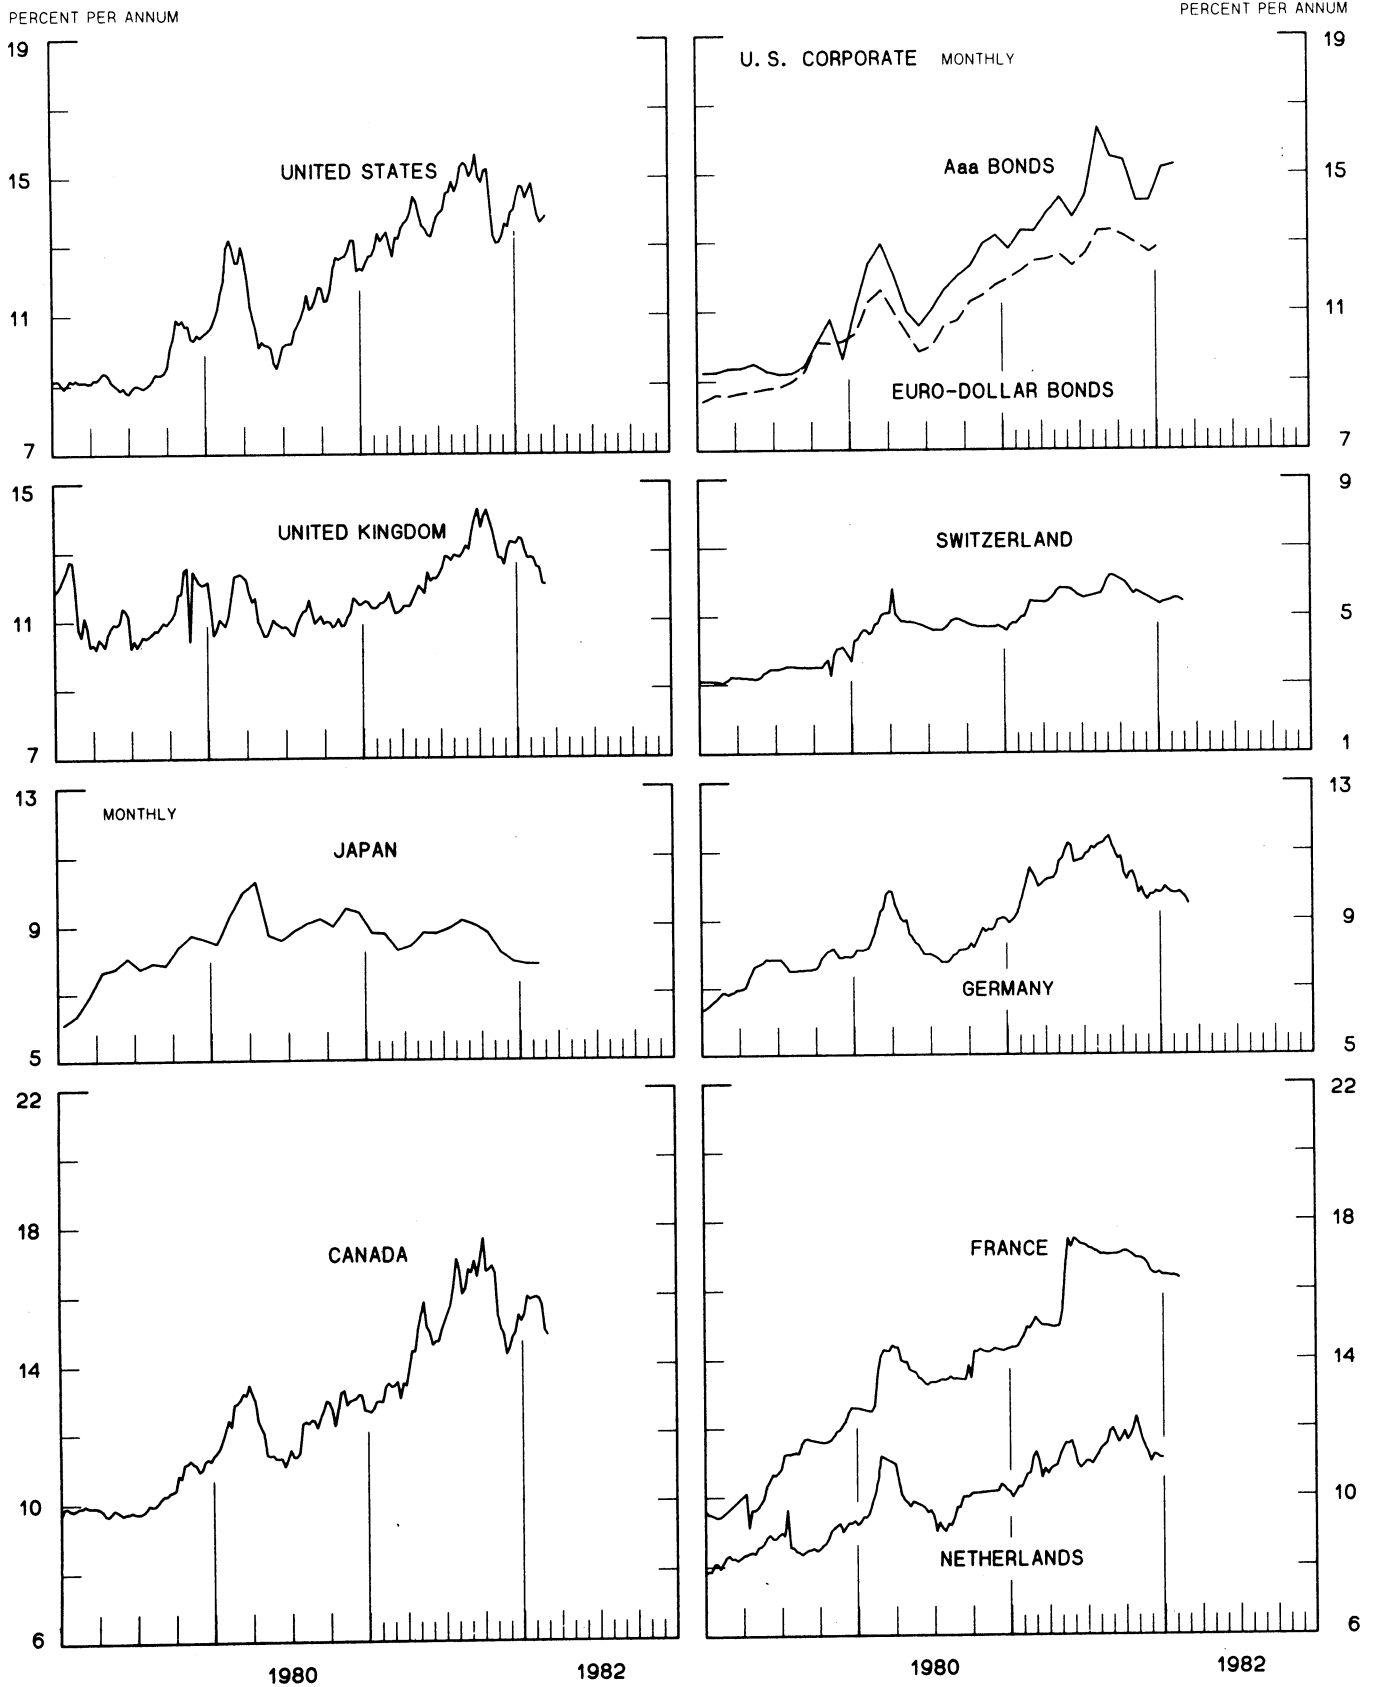 PERCENT PER ANNUM
PERCENT PER ANNUM
19
15
11
7
UNITED STATES
U. S. CORPORATE MONTHLY
Aaa BONDS
EURO-DOLLAR BONDS
19
15
11
7
15
11
7
UNITED KINGDOM
SWITZERLAND
9
5
1
13
9
5
MONTHLY
JAPAN
GERMANY
13
9
5
22
18
14
10
6
CANADA
FRANCE
NETHERLANDS
22
18
14
10
6
1980
1982
1980
1982